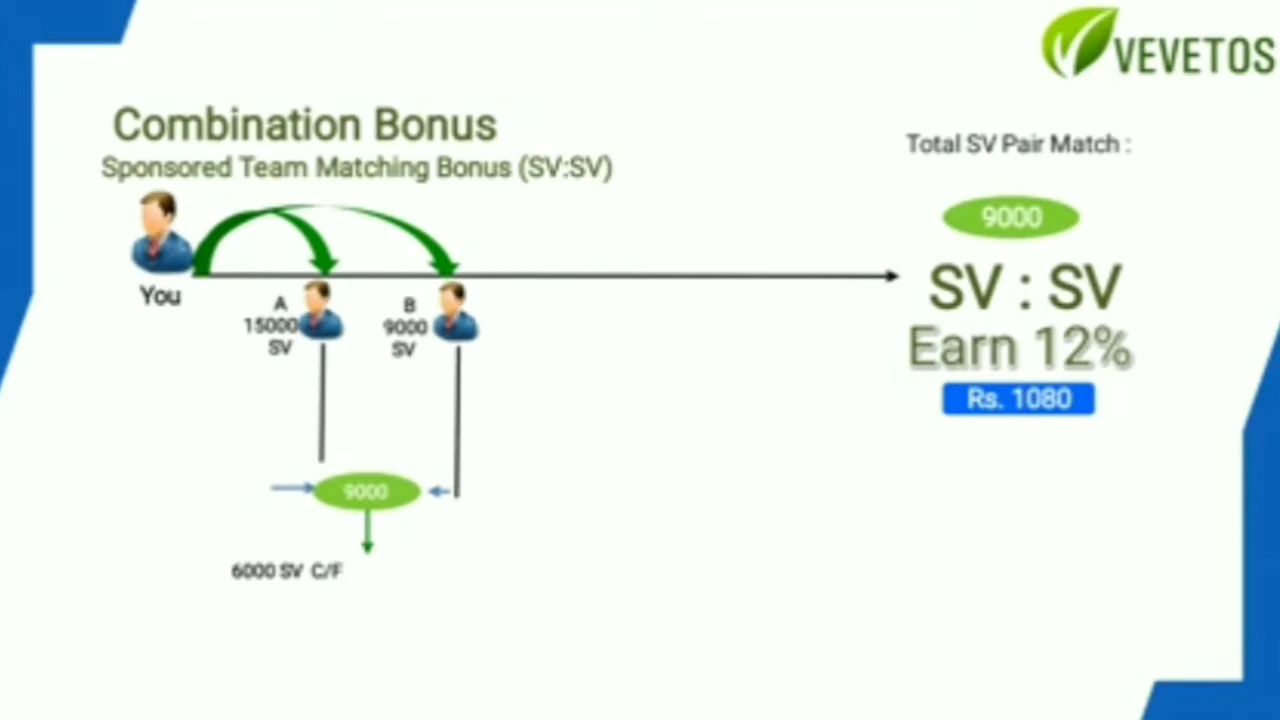 VEVETOS
Combination Bonus
Sponsored Team Matching Bonus (SV:SV)
Total SV Pair Match :
9000
SV : SV
Earn 12%
Rs. 1080
You
A
15000
SV
B
9000
SV
9000
6000 SV C/F